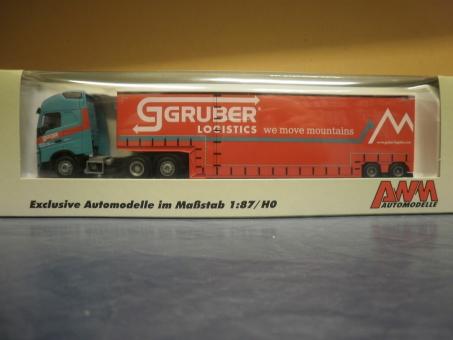 GRUBER
LOGISTICS we move mountains
Exclusive Automodelle im Maßstab 1:87/H0
AWM
AUTOMODELLE